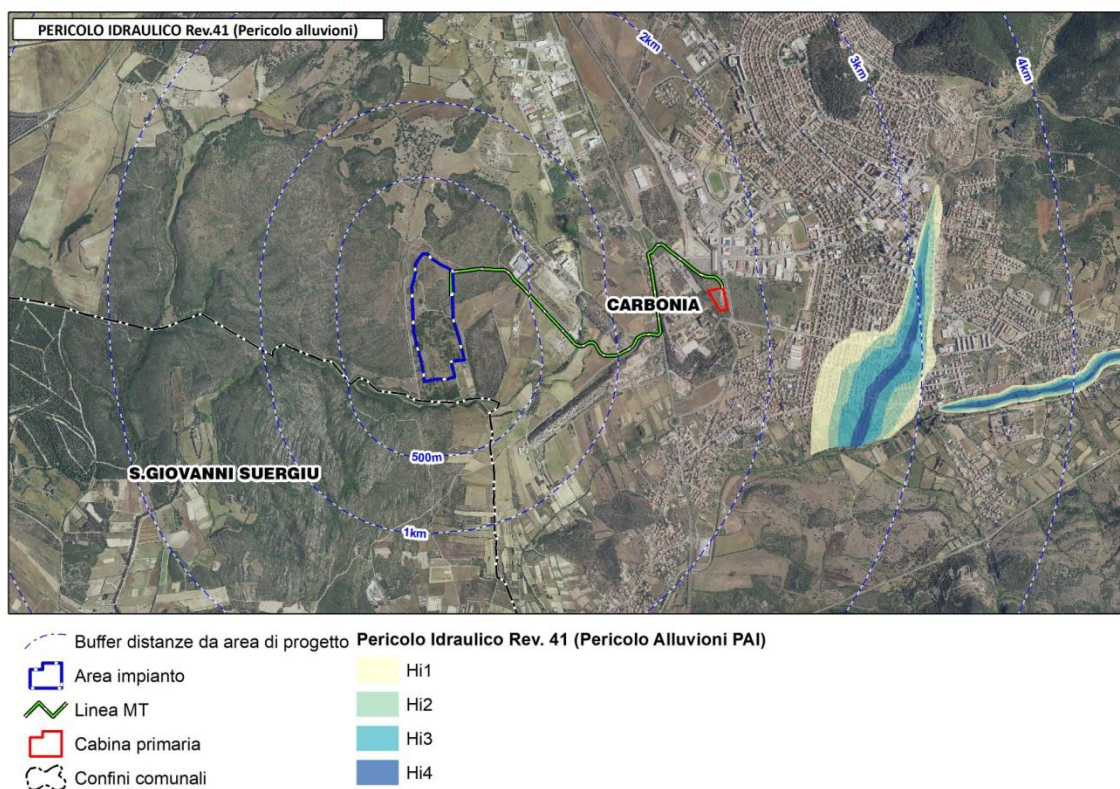 PERICOLO IDRAULICO Rev.41 (Pericolo alluvioni)
2km
3km
4km
CARBONIA
500m
S.GIOVANNI SUERGIU
1km
Buffer distanze da area di progetto
Area impianto
Linea MT
Cabina primaria
Confini comunali
Pericolo Idraulico Rev. 41 (Pericolo Alluvioni PAI)
Hi1
Hi2
Hi3
Hi4